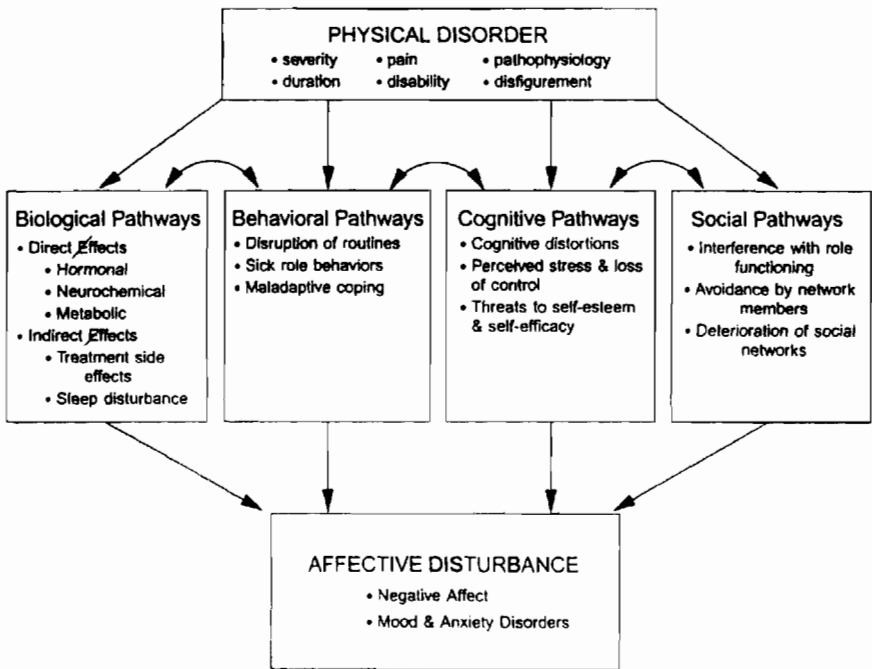 PHYSICAL DISORDER
• severity • pain • pathophysiology
• duration • disability • disfigurement
Biological Pathways
• Direct Effects
• Hormonal
• Neurochemical
• Metabolic
• Indirect Effects
• Treatment side
effects
• Sleep disturbance
Behavioral Pathways
• Disruption of routines
• Sick role behaviors
• Maladaptive coping
Cognitive Pathways
• Cognitive distortions
• Perceived stress & loss
of control
• Threats to self-esteem
& self-efficacy
Social Pathways
• Interference with role
functioning
• Avoidance by network
members
• Deterioration of social
networks
AFFECTIVE DISTURBANCE
• Negative Affect
• Mood & Anxiety Disorders